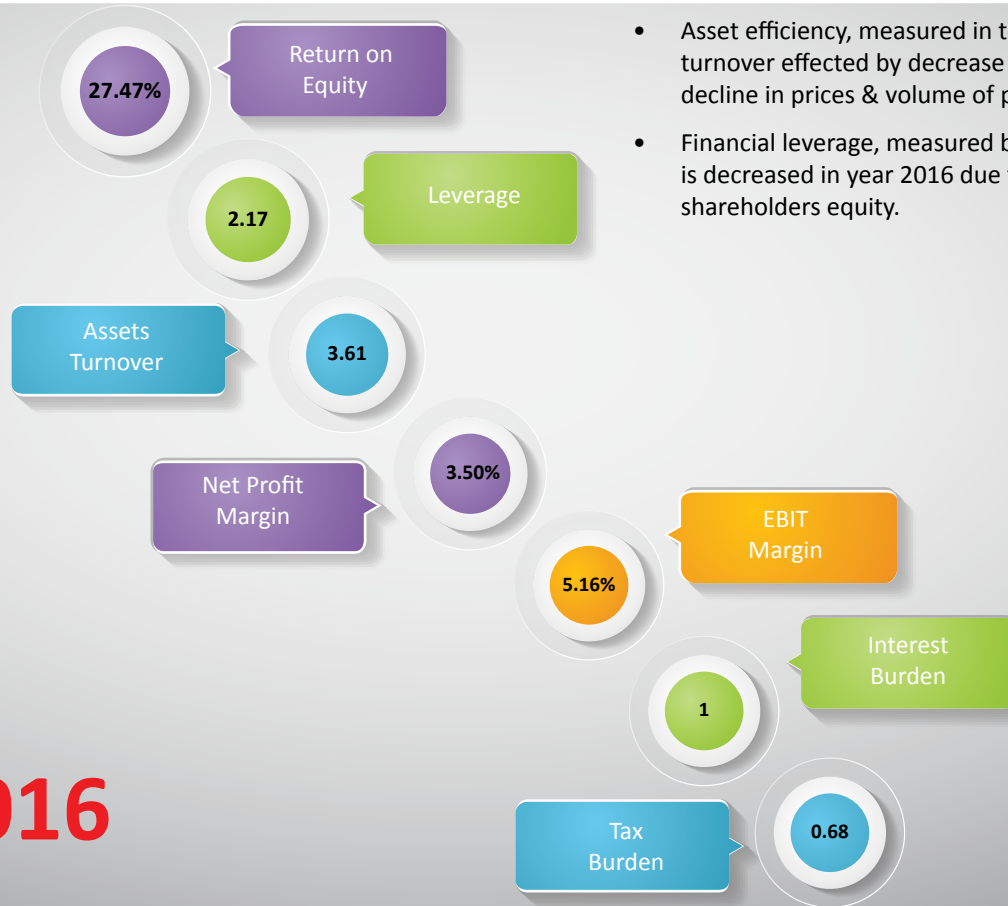 27.47%
Return on
Equity
• Asset efficiency, measured in
turnover effected by decrease
decline in prices & volume of
• Financial leverage, measured
is decreased in year 2016 due
shareholders equity.
2.17
Leverage
Assets
Turnover
3.61
Net Profit
Margin
3.50%
EBIT
Margin
5.16%
Interest
Burden
1
016
Tax
Burden
0.68